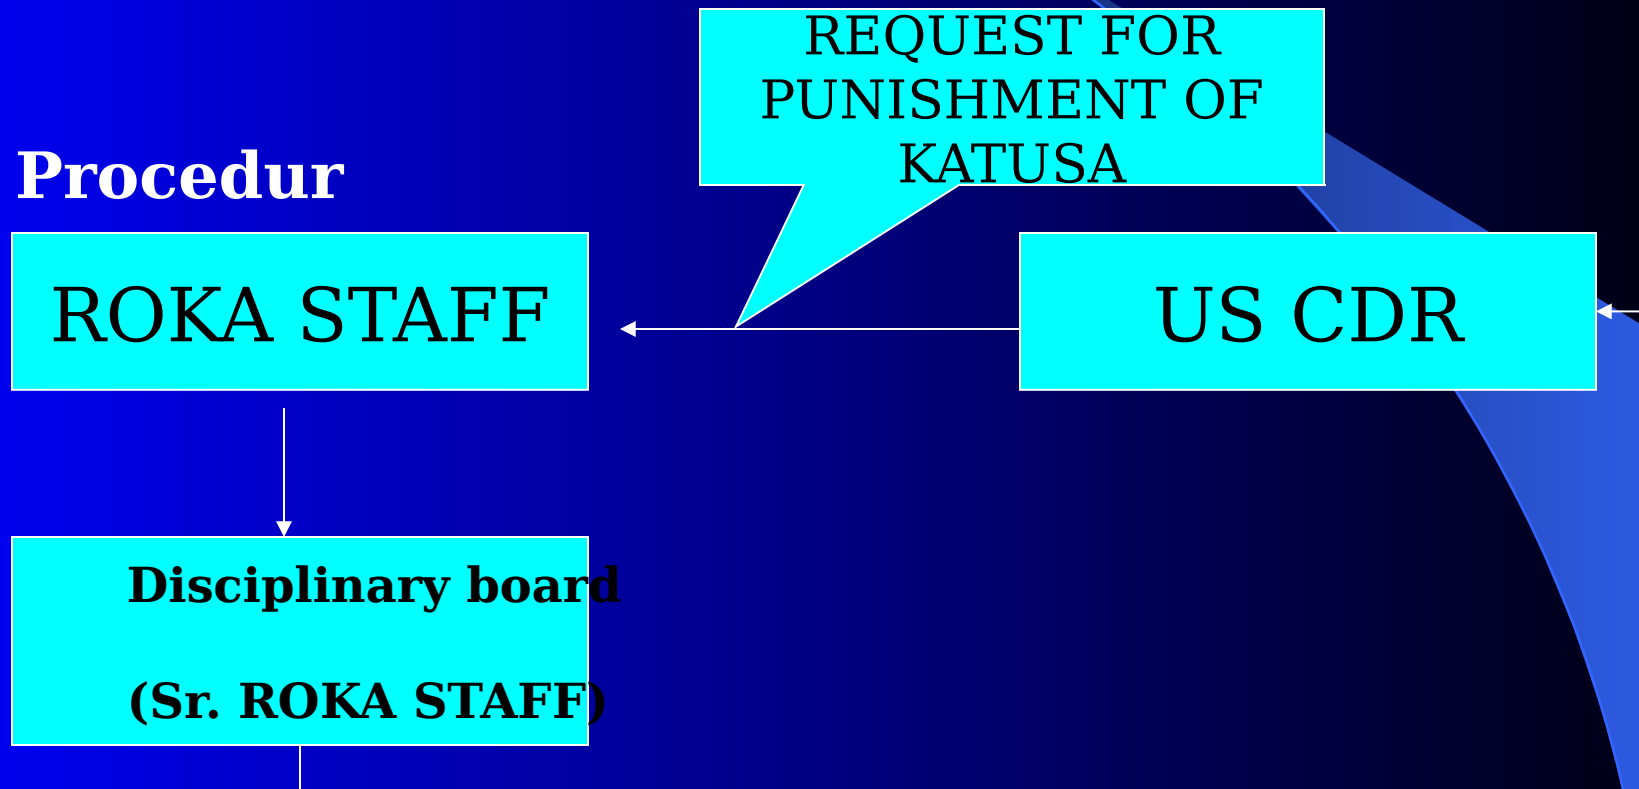 REQUEST FOR
PUNISHMENT OF
KATUSA
Procedur
ROKA STAFF
US CDR
Disciplinary board
(Sr. ROKA STAFF)